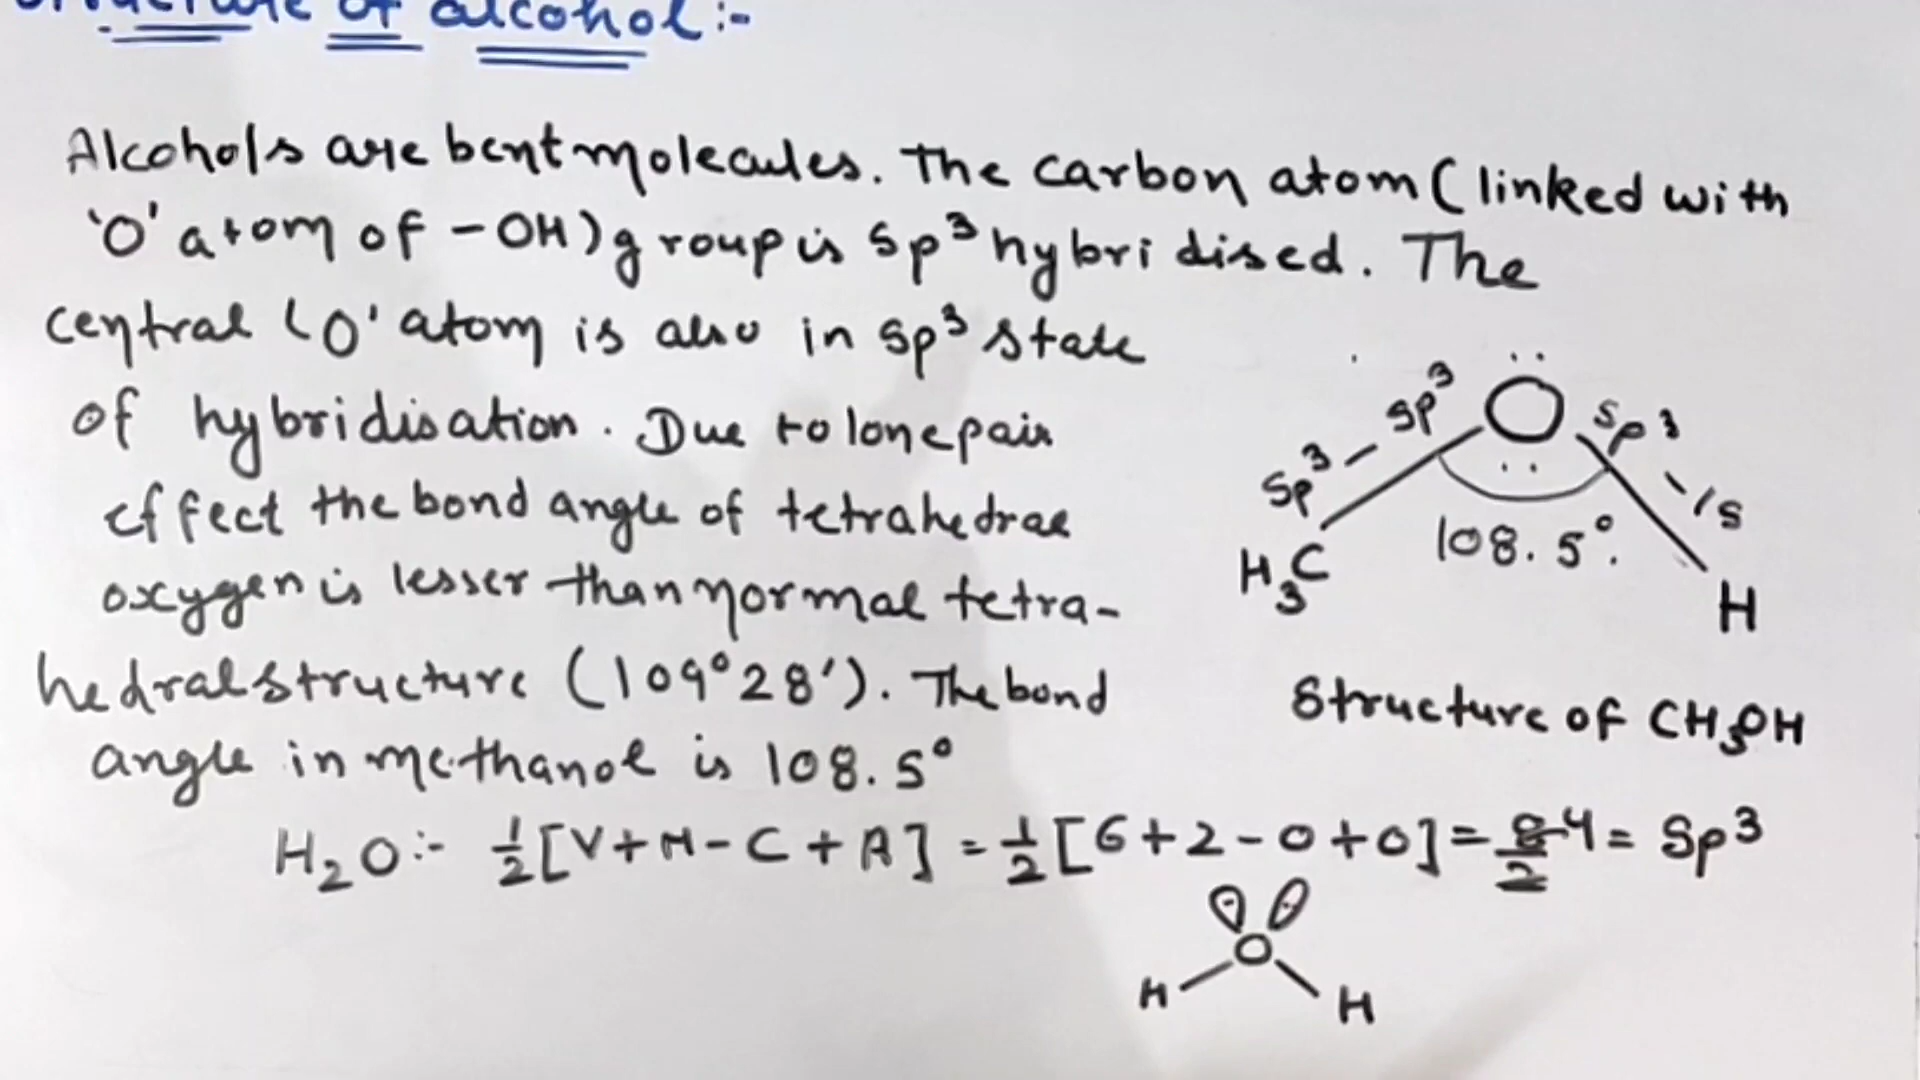 Structure of alcohol:-
Alcohols are bent molecules. The carbon atom (linked with
'O' atom of -OH) group is sp³ hybridised. The
central 'O' atom is also in sp³ state
of hybridisation. Due to lone pair
effect the bond angle of tetrahedral
oxygen is lesser than normal tetra-
hedral structure (109°28'). The bond
angle in methanol is 108.5°
sp³ - sp³ O sp³ - 1s
108.5°.
H₃C H
Structure of CH₃OH
H₂O:- ½[V+M-C+A] = ½[6+2-0+0] = 8/2 4 = Sp³
O
H H